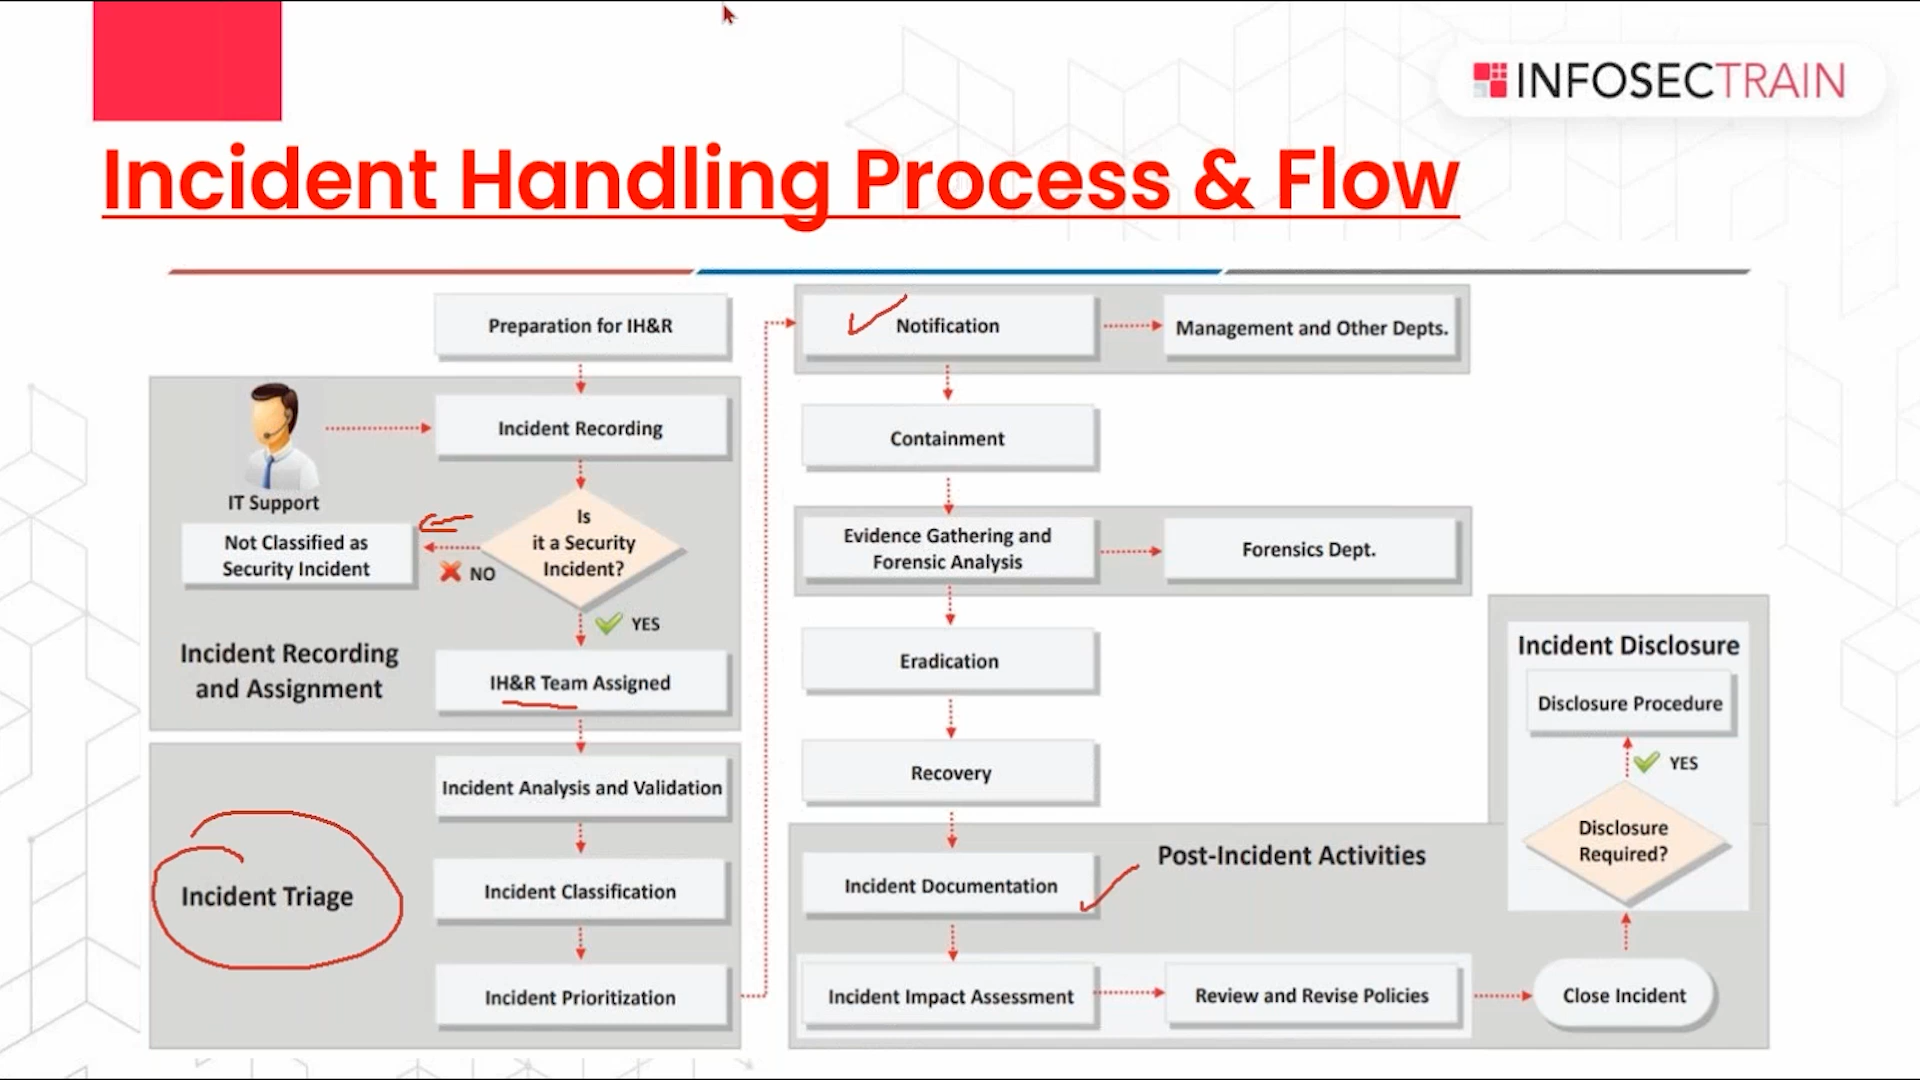 INFOSECTRAIN
Incident Handling Process & Flow
Preparation for IH&R
Incident Recording
IT Support
Is
it a Security
Incident?
NO
Not Classified as
Security Incident
YES
Incident Recording
and Assignment
IH&R Team Assigned
Incident Analysis and Validation
Incident Triage
Incident Classification
Incident Prioritization
Notification
Management and Other Depts.
Containment
Evidence Gathering and
Forensic Analysis
Forensics Dept.
Eradication
Recovery
Post-Incident Activities
Incident Documentation
Incident Impact Assessment
Review and Revise Policies
Close Incident
Incident Disclosure
Disclosure Procedure
YES
Disclosure
Required?